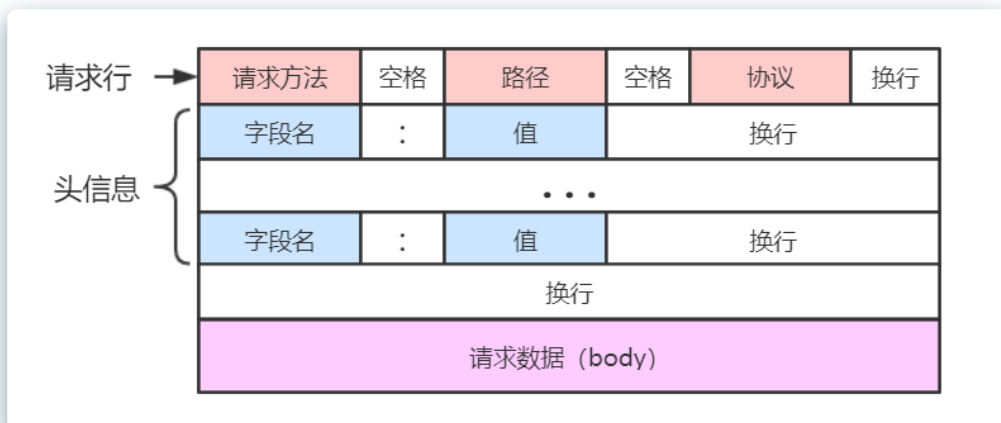 请求行 请求方法 空格 路径 空格 协议 换行
字段名 : 值 换行
头信息 ...
字段名 : 值 换行
换行
请求数据（body）